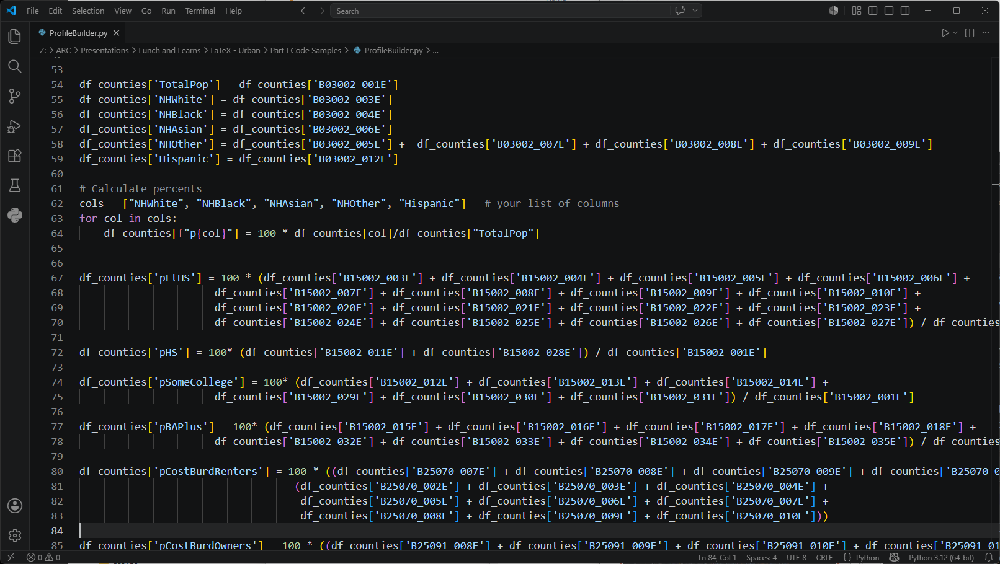 File Edit Selection View Go Run Terminal Help Search
ProfileBuilder.py
Z: > ARC > Presentations > Lunch and Learns > LaTeX - Urban > Part I Code Samples > ProfileBuilder.py > ...
53
54 df_counties['TotalPop'] = df_counties['B03002_001E']
55 df_counties['NHWhite'] = df_counties['B03002_003E']
56 df_counties['NHBlack'] = df_counties['B03002_004E']
57 df_counties['NHAsian'] = df_counties['B03002_006E']
58 df_counties['NHOther'] = df_counties['B03002_005E'] +  df_counties['B03002_007E'] + df_counties['B03002_008E'] + df_counties['B03002_009E']
59 df_counties['Hispanic'] = df_counties['B03002_012E']
60
61 # Calculate percents
62 cols = ["NHWhite", "NHBlack", "NHAsian", "NHOther", "Hispanic"]   # your list of columns
63 for col in cols:
64     df_counties[f"p{col}"] = 100 * df_counties[col]/df_counties["TotalPop"]
65
66
67 df_counties['pLtHS'] = 100 * (df_counties['B15002_003E'] + df_counties['B15002_004E'] + df_counties['B15002_005E'] + df_counties['B15002_006E'] +
68                       df_counties['B15002_007E'] + df_counties['B15002_008E'] + df_counties['B15002_009E'] + df_counties['B15002_010E'] +
69                       df_counties['B15002_020E'] + df_counties['B15002_021E'] + df_counties['B15002_022E'] + df_counties['B15002_023E'] +
70                       df_counties['B15002_024E'] + df_counties['B15002_025E'] + df_counties['B15002_026E'] + df_counties['B15002_027E']) / df_counties
71
72 df_counties['pHS'] = 100* (df_counties['B15002_011E'] + df_counties['B15002_028E']) / df_counties['B15002_001E']
73
74 df_counties['pSomeCollege'] = 100* (df_counties['B15002_012E'] + df_counties['B15002_013E'] + df_counties['B15002_014E'] +
75                       df_counties['B15002_029E'] + df_counties['B15002_030E'] + df_counties['B15002_031E']) / df_counties['B15002_001E']
76
77 df_counties['pBAPlus'] = 100* (df_counties['B15002_015E'] + df_counties['B15002_016E'] + df_counties['B15002_017E'] + df_counties['B15002_018E'] +
78                       df_counties['B15002_032E'] + df_counties['B15002_033E'] + df_counties['B15002_034E'] + df_counties['B15002_035E']) / df_counties
79
80 df_counties['pCostBurdRenters'] = 100 * ((df_counties['B25070_007E'] + df_counties['B25070_008E'] + df_counties['B25070_009E'] + df_counties['B25070_0
81                                    (df_counties['B25070_002E'] + df_counties['B25070_003E'] + df_counties['B25070_004E'] +
82                                     df_counties['B25070_005E'] + df_counties['B25070_006E'] + df_counties['B25070_007E'] +
83                                     df_counties['B25070_008E'] + df_counties['B25070_009E'] + df_counties['B25070_010E']))
84
85 df_counties['pCostBurdOwners'] = 100 * ((df_counties['B25091_008E'] + df_counties['B25091_009E'] + df_counties['B25091_010E'] + df_counties['B25091_01
0 0 Ln 84, Col 1 Spaces: 4 UTF-8 CRLF { } Python Python 3.12 (64-bit)